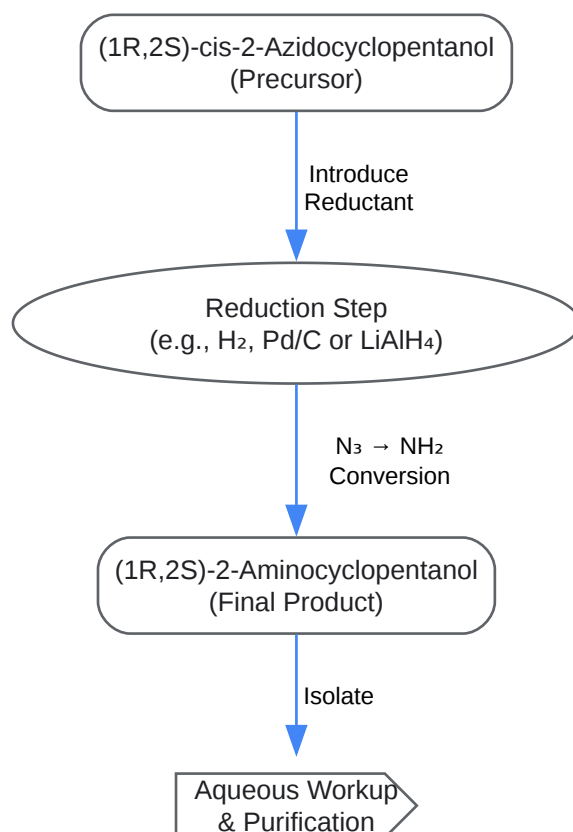 (1R,2S)-cis-2-Azidocyclopentanol
(Precursor)
Introduce
Reductant
Reduction Step
(e.g., H₂, Pd/C or LiAlH₄)
N₃ → NH₂
Conversion
(1R,2S)-2-Aminocyclopentanol
(Final Product)
Isolate
Aqueous Workup
& Purification